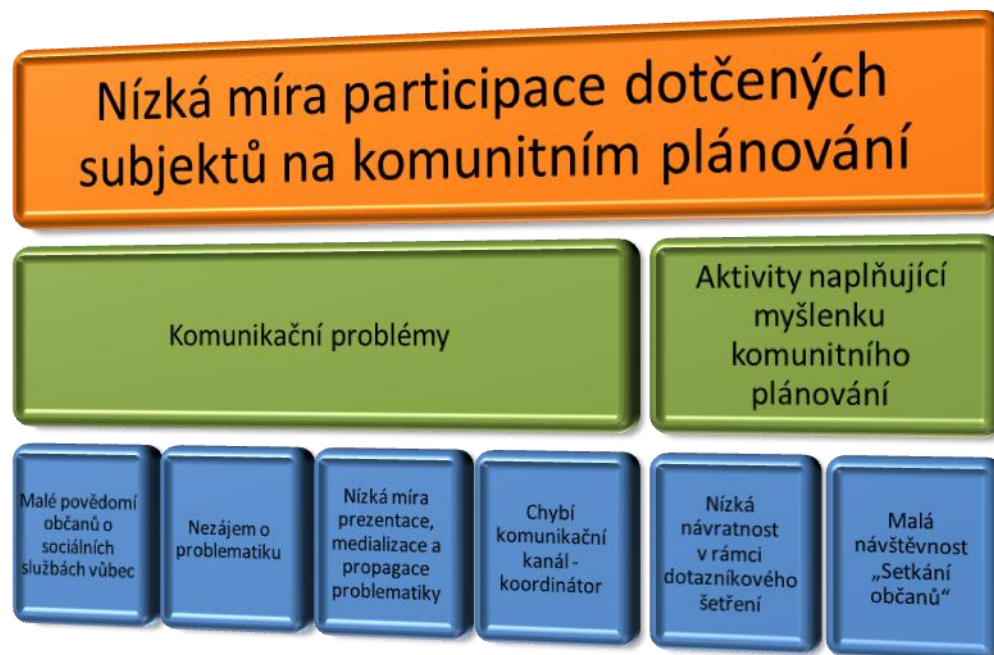 Nízká míra participace dotčených
subjektů na komunitním plánování
Komunikační problémy
Aktivity naplňující
myšlenku
komunitního
plánování
Malé povědomí
občanů o
sociálních
službách vůbec
Nezájem o
problematiku
Nízká míra
prezentace,
medializace a
propagace
problematiky
Chybí
komunikační
kanál -
koordinátor
Nízká
návratnost
v rámci
dotazníkového
šetření
Malá
návštěvnost
„Setkání
občanů“